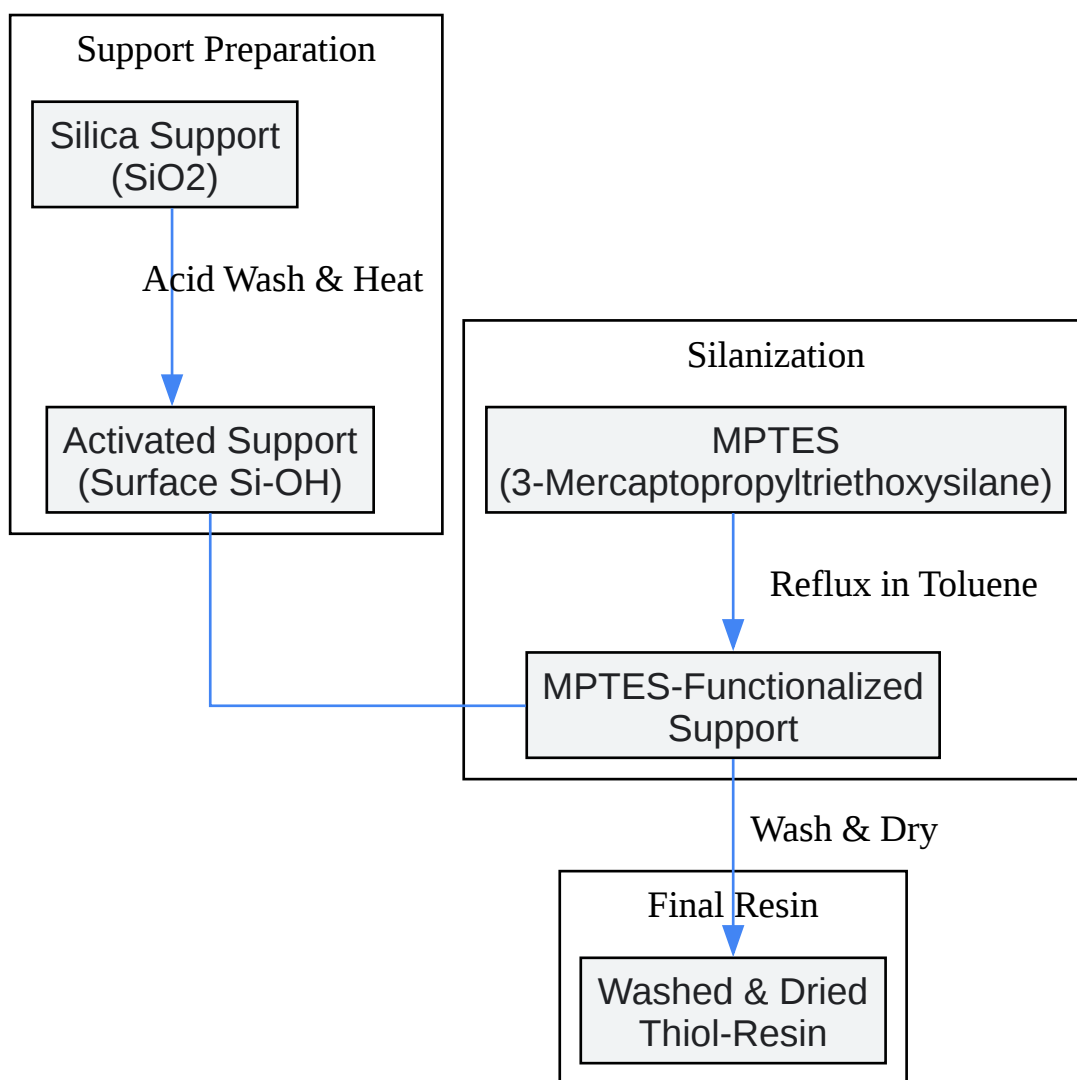 Support Preparation
Silica Support
(SiO2)
Acid Wash & Heat
Activated Support
(Surface Si-OH)
Silanization
MPTES
(3-Mercaptopropyltriethoxysilane)
Reflux in Toluene
MPTES-Functionalized
Support
Wash & Dry
Final Resin
Washed & Dried
Thiol-Resin